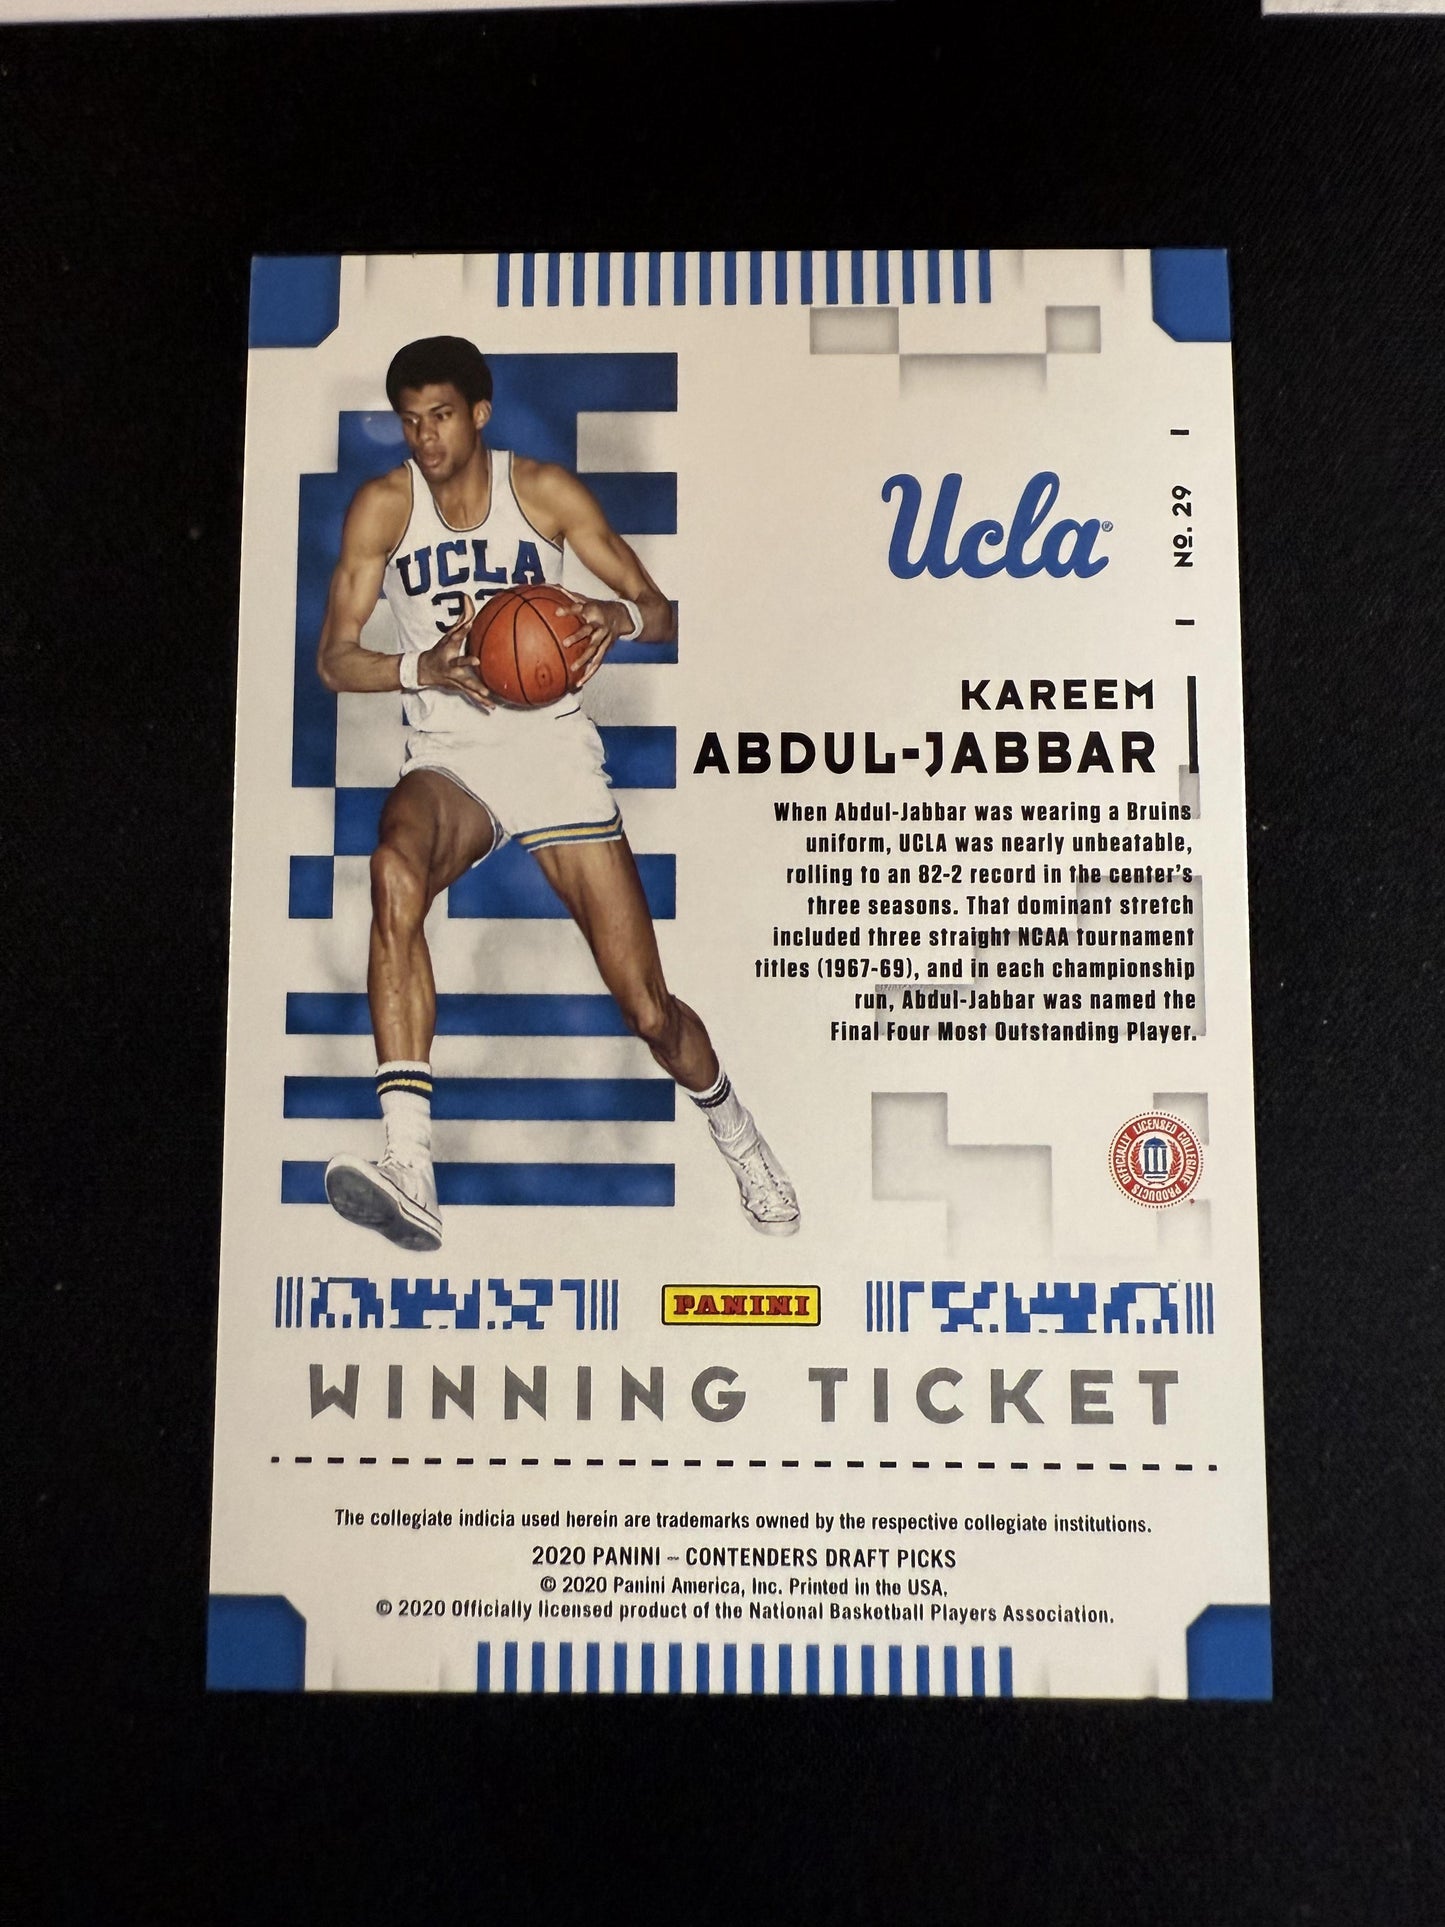 Ucla
No. 29
UCLA
KAREEM
ABDUL-JABBAR
When Abdul-Jabbar was wearing a Bruins
uniform, UCLA was nearly unbeatable,
rolling to an 82-2 record in the center's
three seasons. That dominant stretch
included three straight NCAA tournament
titles (1967-69), and in each championship
run, Abdul-Jabbar was named the
Final Four Most Outstanding Player.
OFFICIALLY LICENSED COLLEGIATE PRODUCTS
PANINI
WINNING TICKET
The collegiate indicia used herein are trademarks owned by the respective collegiate institutions.
2020 PANINI – CONTENDERS DRAFT PICKS
© 2020 Panini America, Inc. Printed in the USA.
© 2020 Officially licensed product of the National Basketball Players Association.